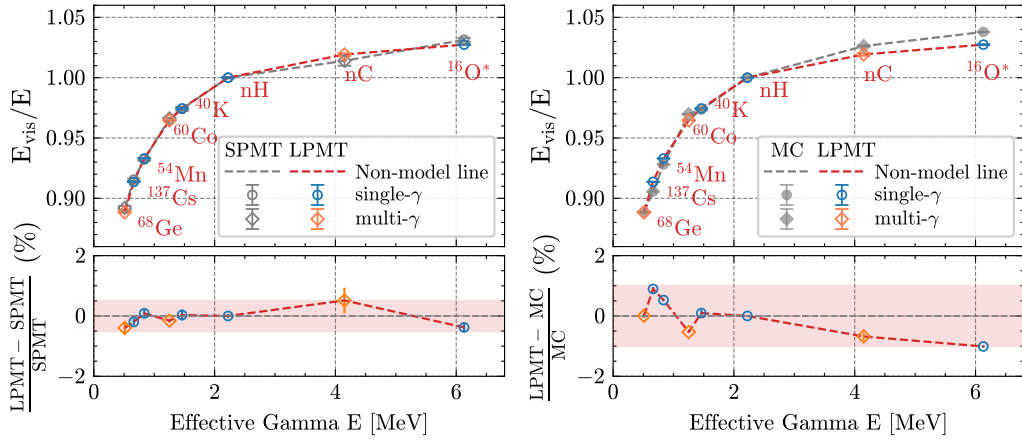 1.05
1.00
0.95
0.90
E_vis/E
⁶⁸Ge
¹³⁷Cs
⁵⁴Mn
⁶⁰Co
⁴⁰K
nH
nC
¹⁶O*
SPMT LPMT
Non-model line
single-γ
multi-γ
2
0
−2
LPMT − SPMT
SPMT
(%)
0 2 4 6
Effective Gamma E [MeV]
1.05
1.00
0.95
0.90
E_vis/E
⁶⁸Ge
¹³⁷Cs
⁵⁴Mn
⁶⁰Co
⁴⁰K
nH
nC
¹⁶O*
MC LPMT
Non-model line
single-γ
multi-γ
2
0
−2
LPMT − MC
MC
(%)
0 2 4 6
Effective Gamma E [MeV]